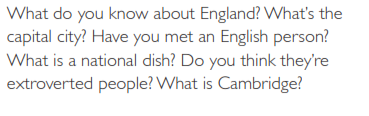 What do you know about England? What's the
capital city? Have you met an English person?
What is a national dish? Do you think they're
extroverted people? What is Cambridge?